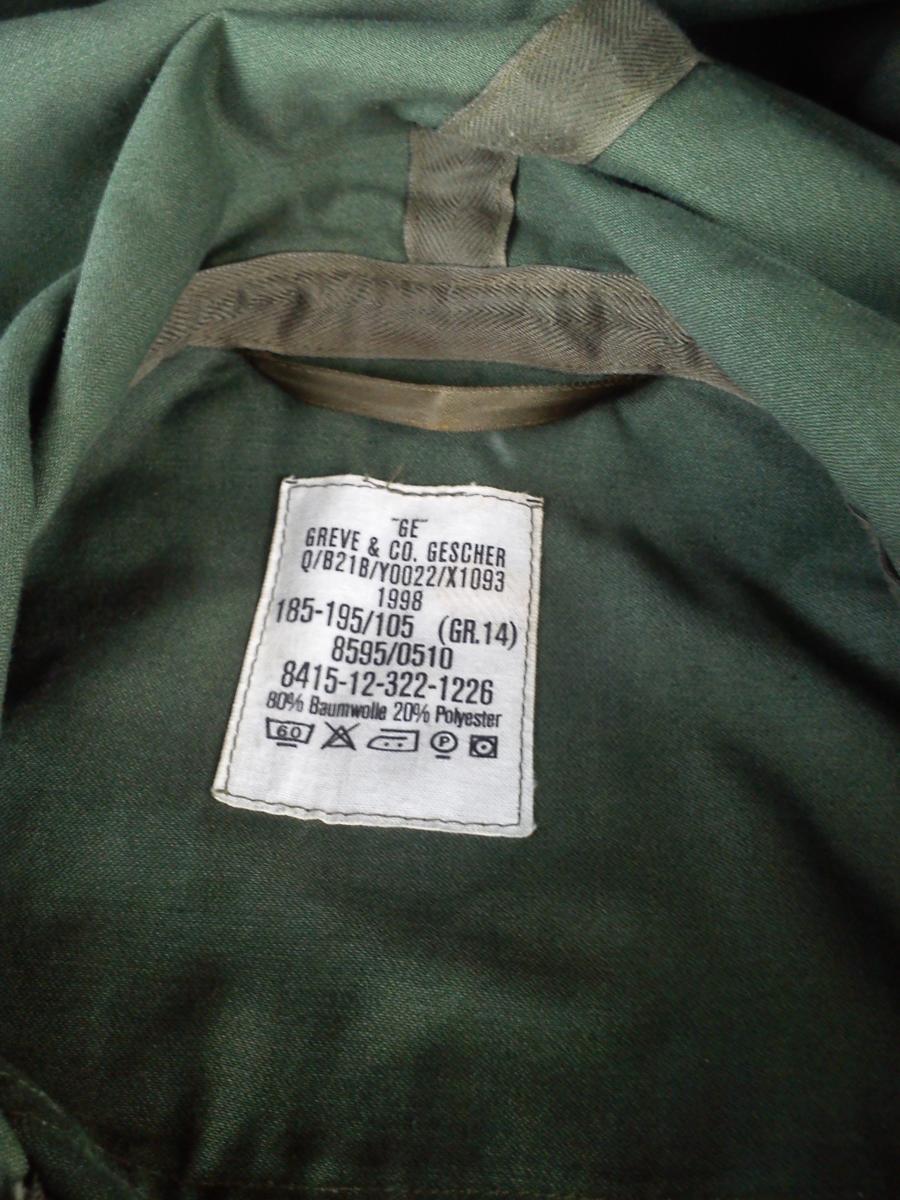 "GE"
GREVE & CO. GESCHER
Q/B21B/Y0022/X1093
1998
185-195/105 (GR.14)
8595/0510
8415-12-322-1226
80% Baumwolle 20% Polyester
60 P